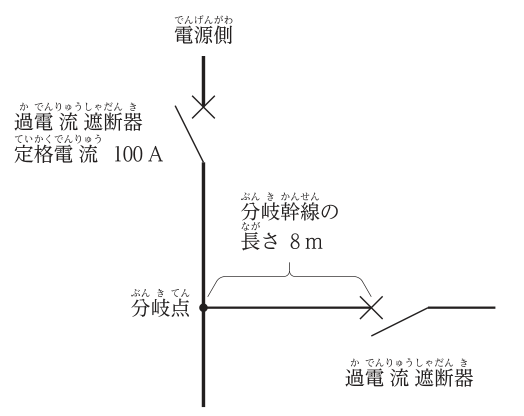 でんげんがわ
電源側
か でんりゅうしゃだん き
過電流遮断器
ていかくでんりゅう
定格電流 100 A
ぶん き かんせん
分岐幹線の
なが
長さ 8 m
ぶん き てん
分岐点
か でんりゅうしゃだん き
過電流遮断器